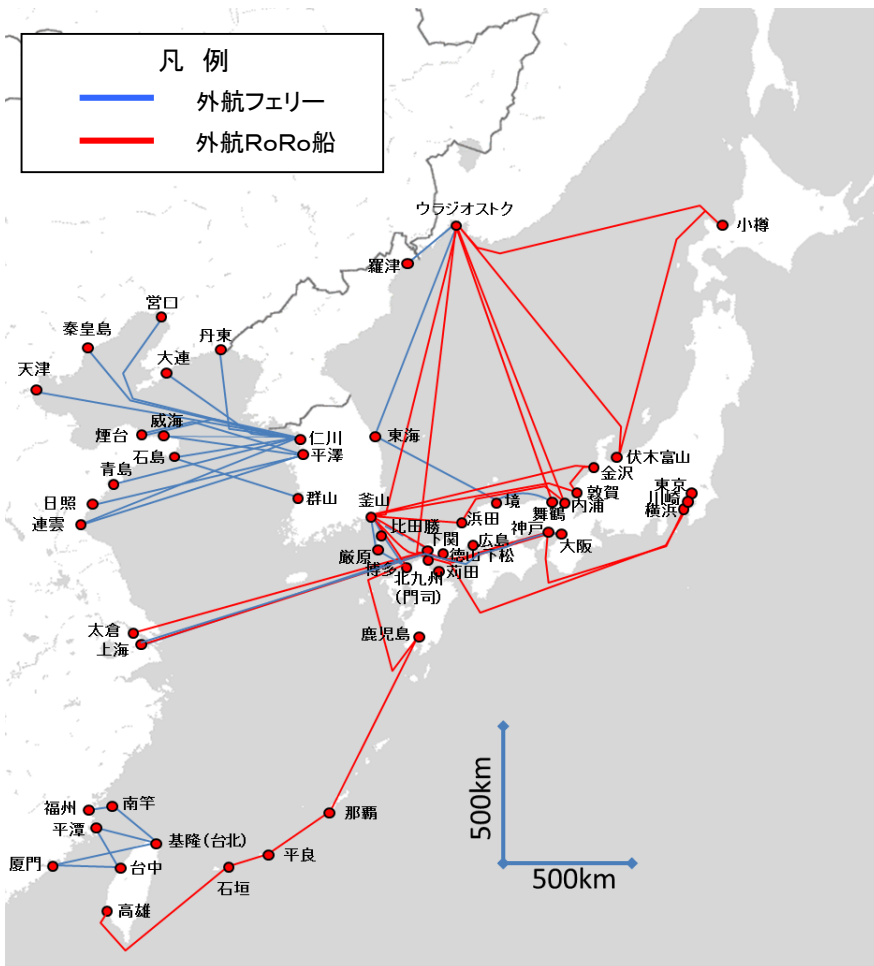 凡 例
外航フェリー
外航RoRo船
ウラジオストク
小樽
羅津
営口
秦皇島
丹東
天津
大連
威海
煙台
仁川
東海
伏木富山
石島
平澤
金沢
青島
東京
日照
群山
釜山
境
敦賀
川崎
連雲
浜田
舞鶴
内浦
横浜
比田勝
神戸
下関
広島
大阪
厳原
徳山下松
博多
苅田
北九州
(門司)
太倉
鹿児島
上海
500km
500km
福州
南竿
那覇
平潭
基隆(台北)
平良
厦門
台中
石垣
高雄